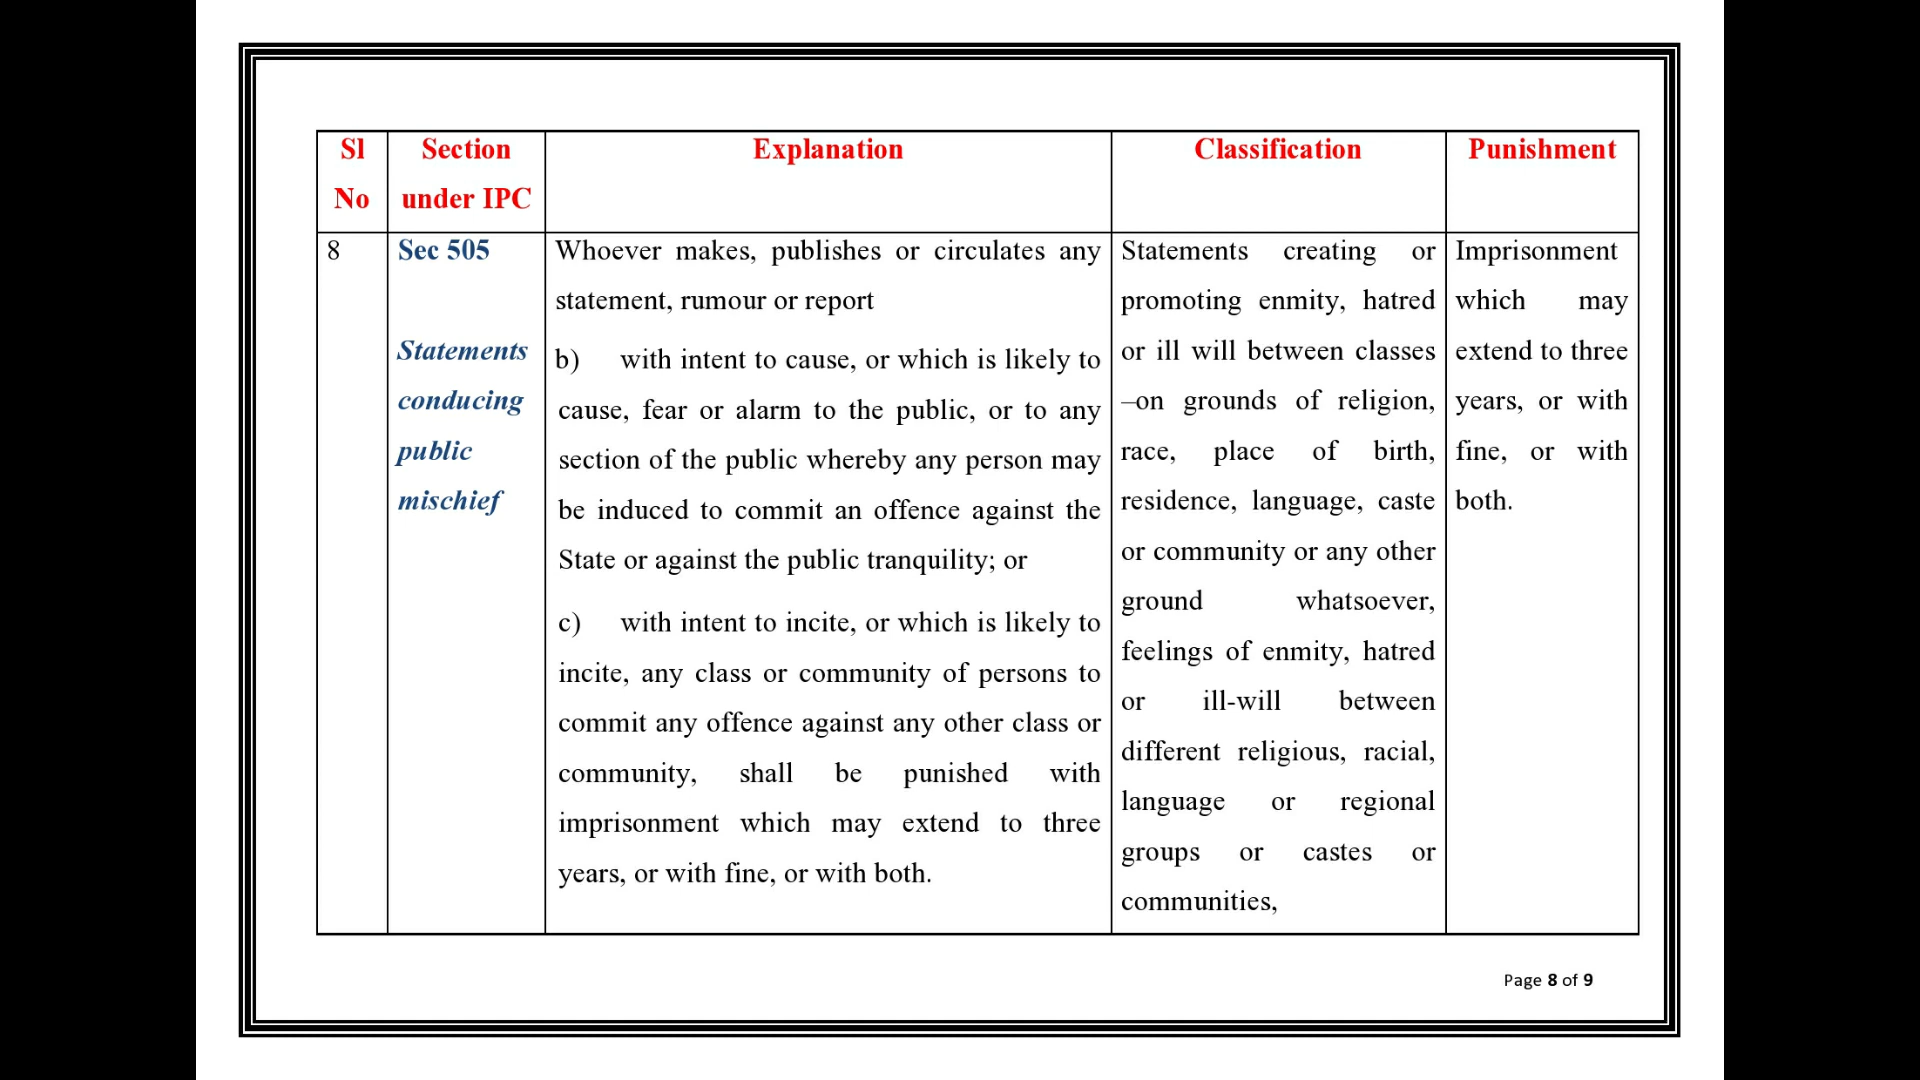 Sl
No
Section
under IPC
Explanation
Classification
Punishment
8
Sec 505
Statements
conducing
public
mischief
Whoever makes, publishes or circulates any
statement, rumour or report
b) with intent to cause, or which is likely to
cause, fear or alarm to the public, or to any
section of the public whereby any person may
be induced to commit an offence against the
State or against the public tranquility; or
c) with intent to incite, or which is likely to
incite, any class or community of persons to
commit any offence against any other class or
community, shall be punished with
imprisonment which may extend to three
years, or with fine, or with both.
Statements creating or
promoting enmity, hatred
or ill will between classes
–on grounds of religion,
race, place of birth,
residence, language, caste
or community or any other
ground whatsoever,
feelings of enmity, hatred
or ill-will between
different religious, racial,
language or regional
groups or castes or
communities,
Imprisonment
which may
extend to three
years, or with
fine, or with
both.
Page 8 of 9